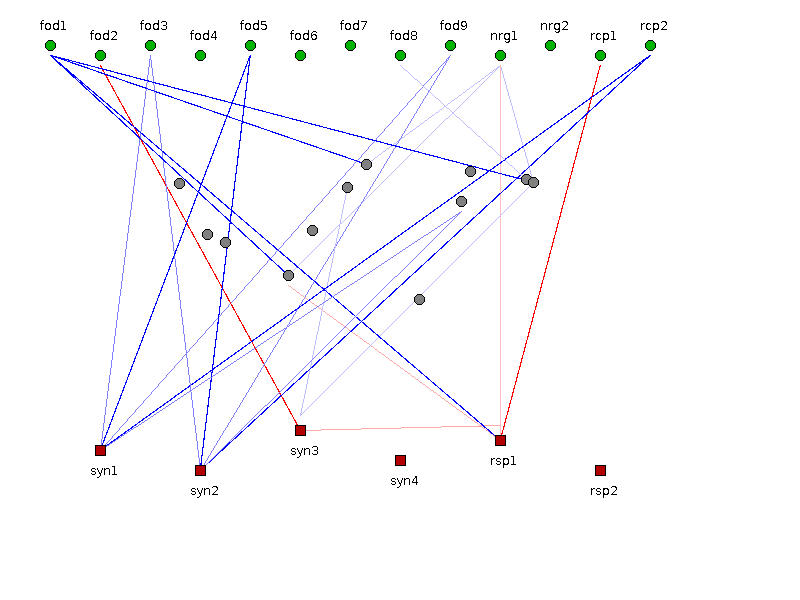 fod1 fod2 fod3 fod4 fod5 fod6 fod7 fod8 fod9 nrg1 nrg2 rcp1 rcp2
syn1 syn2 syn3 syn4 rsp1 rsp2